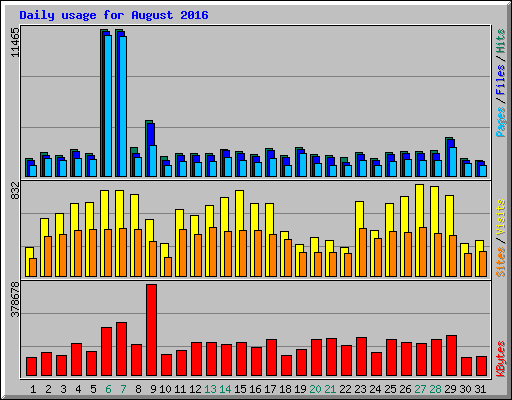 Daily usage for August 2016
11465
Pages / Files / Hits
832
Sites / Visits
378678
KBytes
1 2 3 4 5 6 7 8 9 10 11 12 13 14 15 16 17 18 19 20 21 22 23 24 25 26 27 28 29 30 31